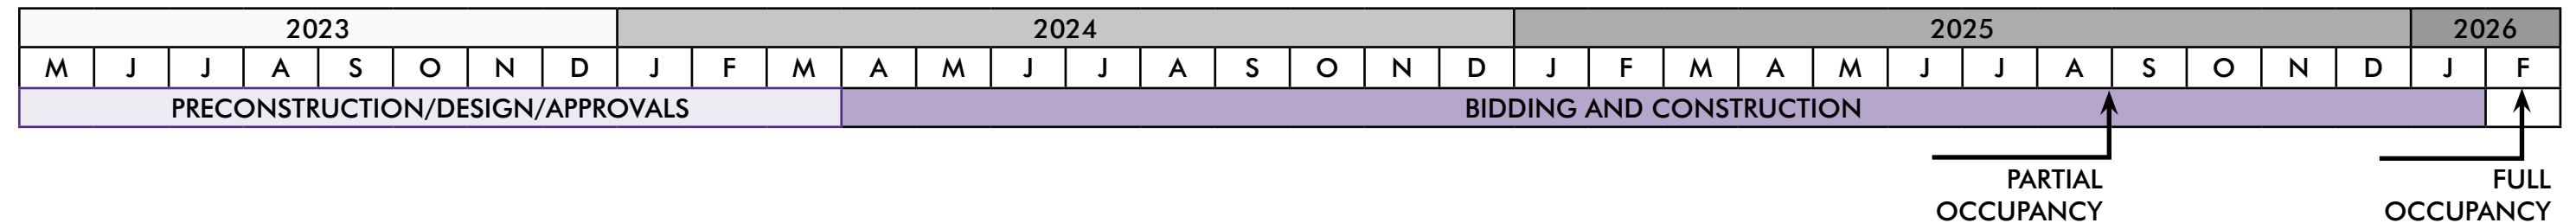 2023 2024 2025 2026
M J J A S O N D J F M A M J J A S O N D J F M A M J J A S O N D J F
PRECONSTRUCTION/DESIGN/APPROVALS BIDDING AND CONSTRUCTION
PARTIAL OCCUPANCY
FULL OCCUPANCY